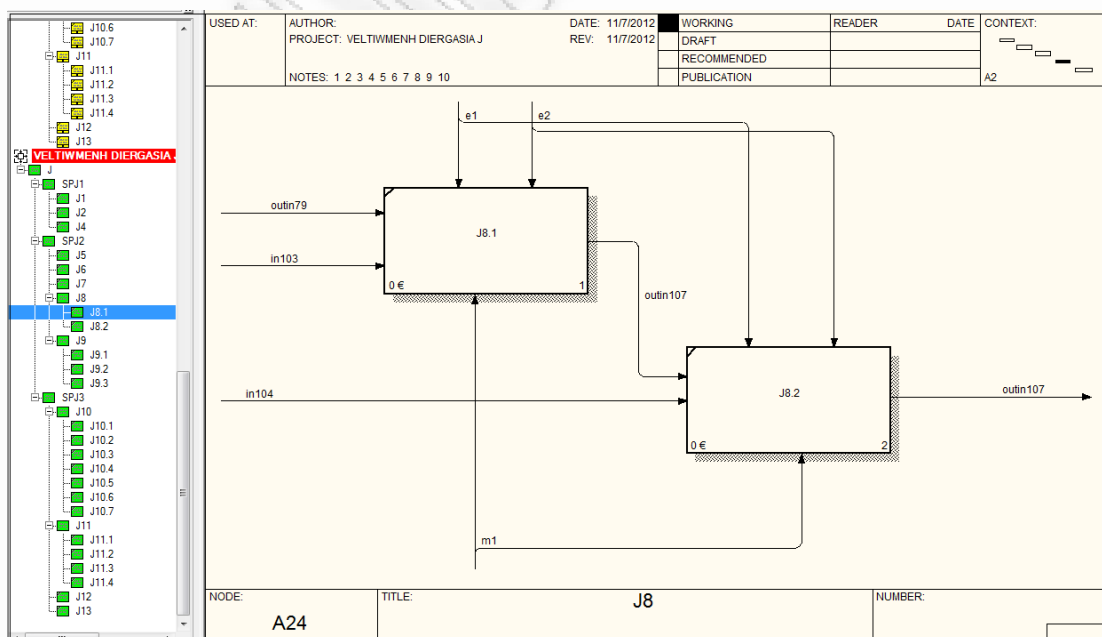 J10.6
J10.7
J11
J11.1
J11.2
J11.3
J11.4
J12
J13
VELTIWMENH DIERGASIA J
J
SPJ1
J1
J2
J4
SPJ2
J5
J6
J7
J8
J8.1
J8.2
J9
J9.1
J9.2
J9.3
SPJ3
J10
J10.1
J10.2
J10.3
J10.4
J10.5
J10.6
J10.7
J11
J11.1
J11.2
J11.3
J11.4
J12
J13
USED AT: AUTHOR: DATE: 11/7/2012 WORKING READER DATE CONTEXT:
PROJECT: VELTIWMENH DIERGASIA J REV: 11/7/2012 DRAFT
RECOMMENDED
NOTES: 1 2 3 4 5 6 7 8 9 10 PUBLICATION A2
e1 e2
outin79
J8.1
in103
0 € 1
outin107
in104
J8.2
outin107
0 € 2
m1
NODE: TITLE: J8 NUMBER:
A24